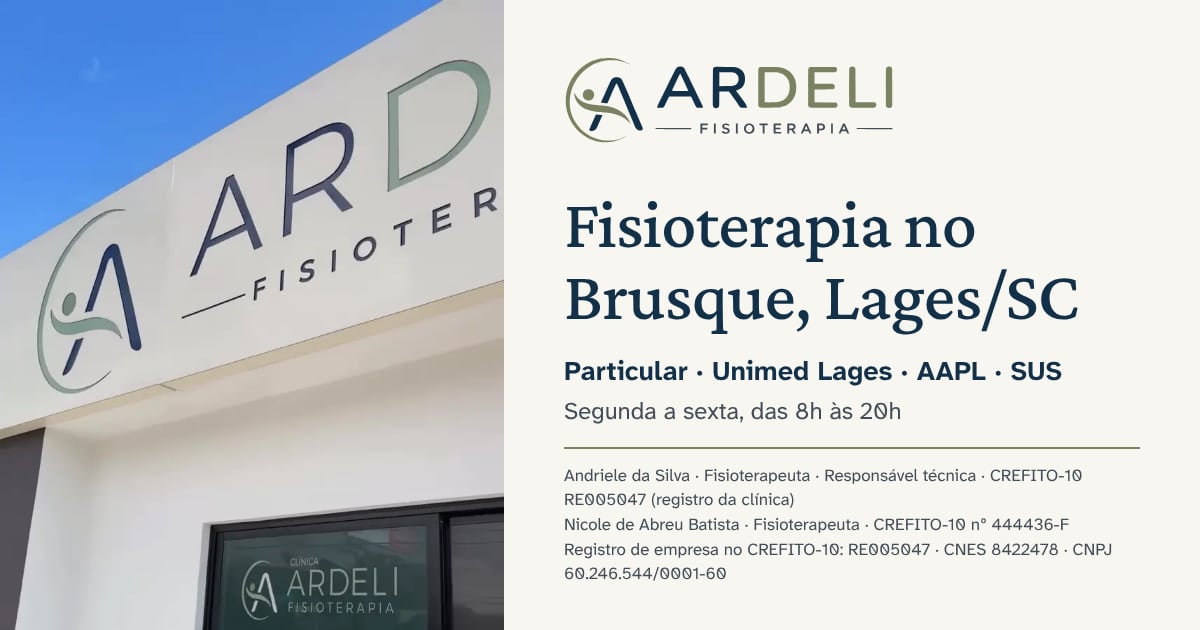 ARD
FISIOTER
CLÍNICA
ARDELI
FISIOTERAPIA
ARDELI
FISIOTERAPIA
Fisioterapia no
Brusque, Lages/SC
Particular · Unimed Lages · AAPL · SUS
Segunda a sexta, das 8h às 20h
Andriele da Silva · Fisioterapeuta · Responsável técnica · CREFITO-10
RE005047 (registro da clínica)
Nicole de Abreu Batista · Fisioterapeuta · CREFITO-10 nº 444436-F
Registro de empresa no CREFITO-10: RE005047 · CNES 8422478 · CNPJ
60.246.544/0001-60